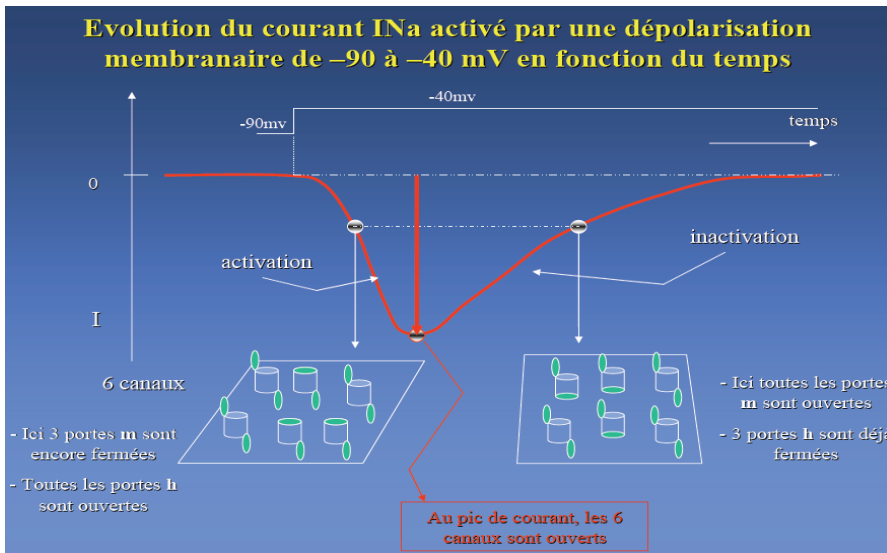 Evolution du courant INa activé par une dépolarisation
membranaire de –90 à –40 mV en fonction du temps
-40mv
-90mv
temps
0
activation
inactivation
I
6 canaux
- Ici 3 portes m sont
encore fermées
- Toutes les portes h
sont ouvertes
- Ici toutes les portes
m sont ouvertes
- 3 portes h sont déjà
fermées
Au pic de courant, les 6
canaux sont ouverts